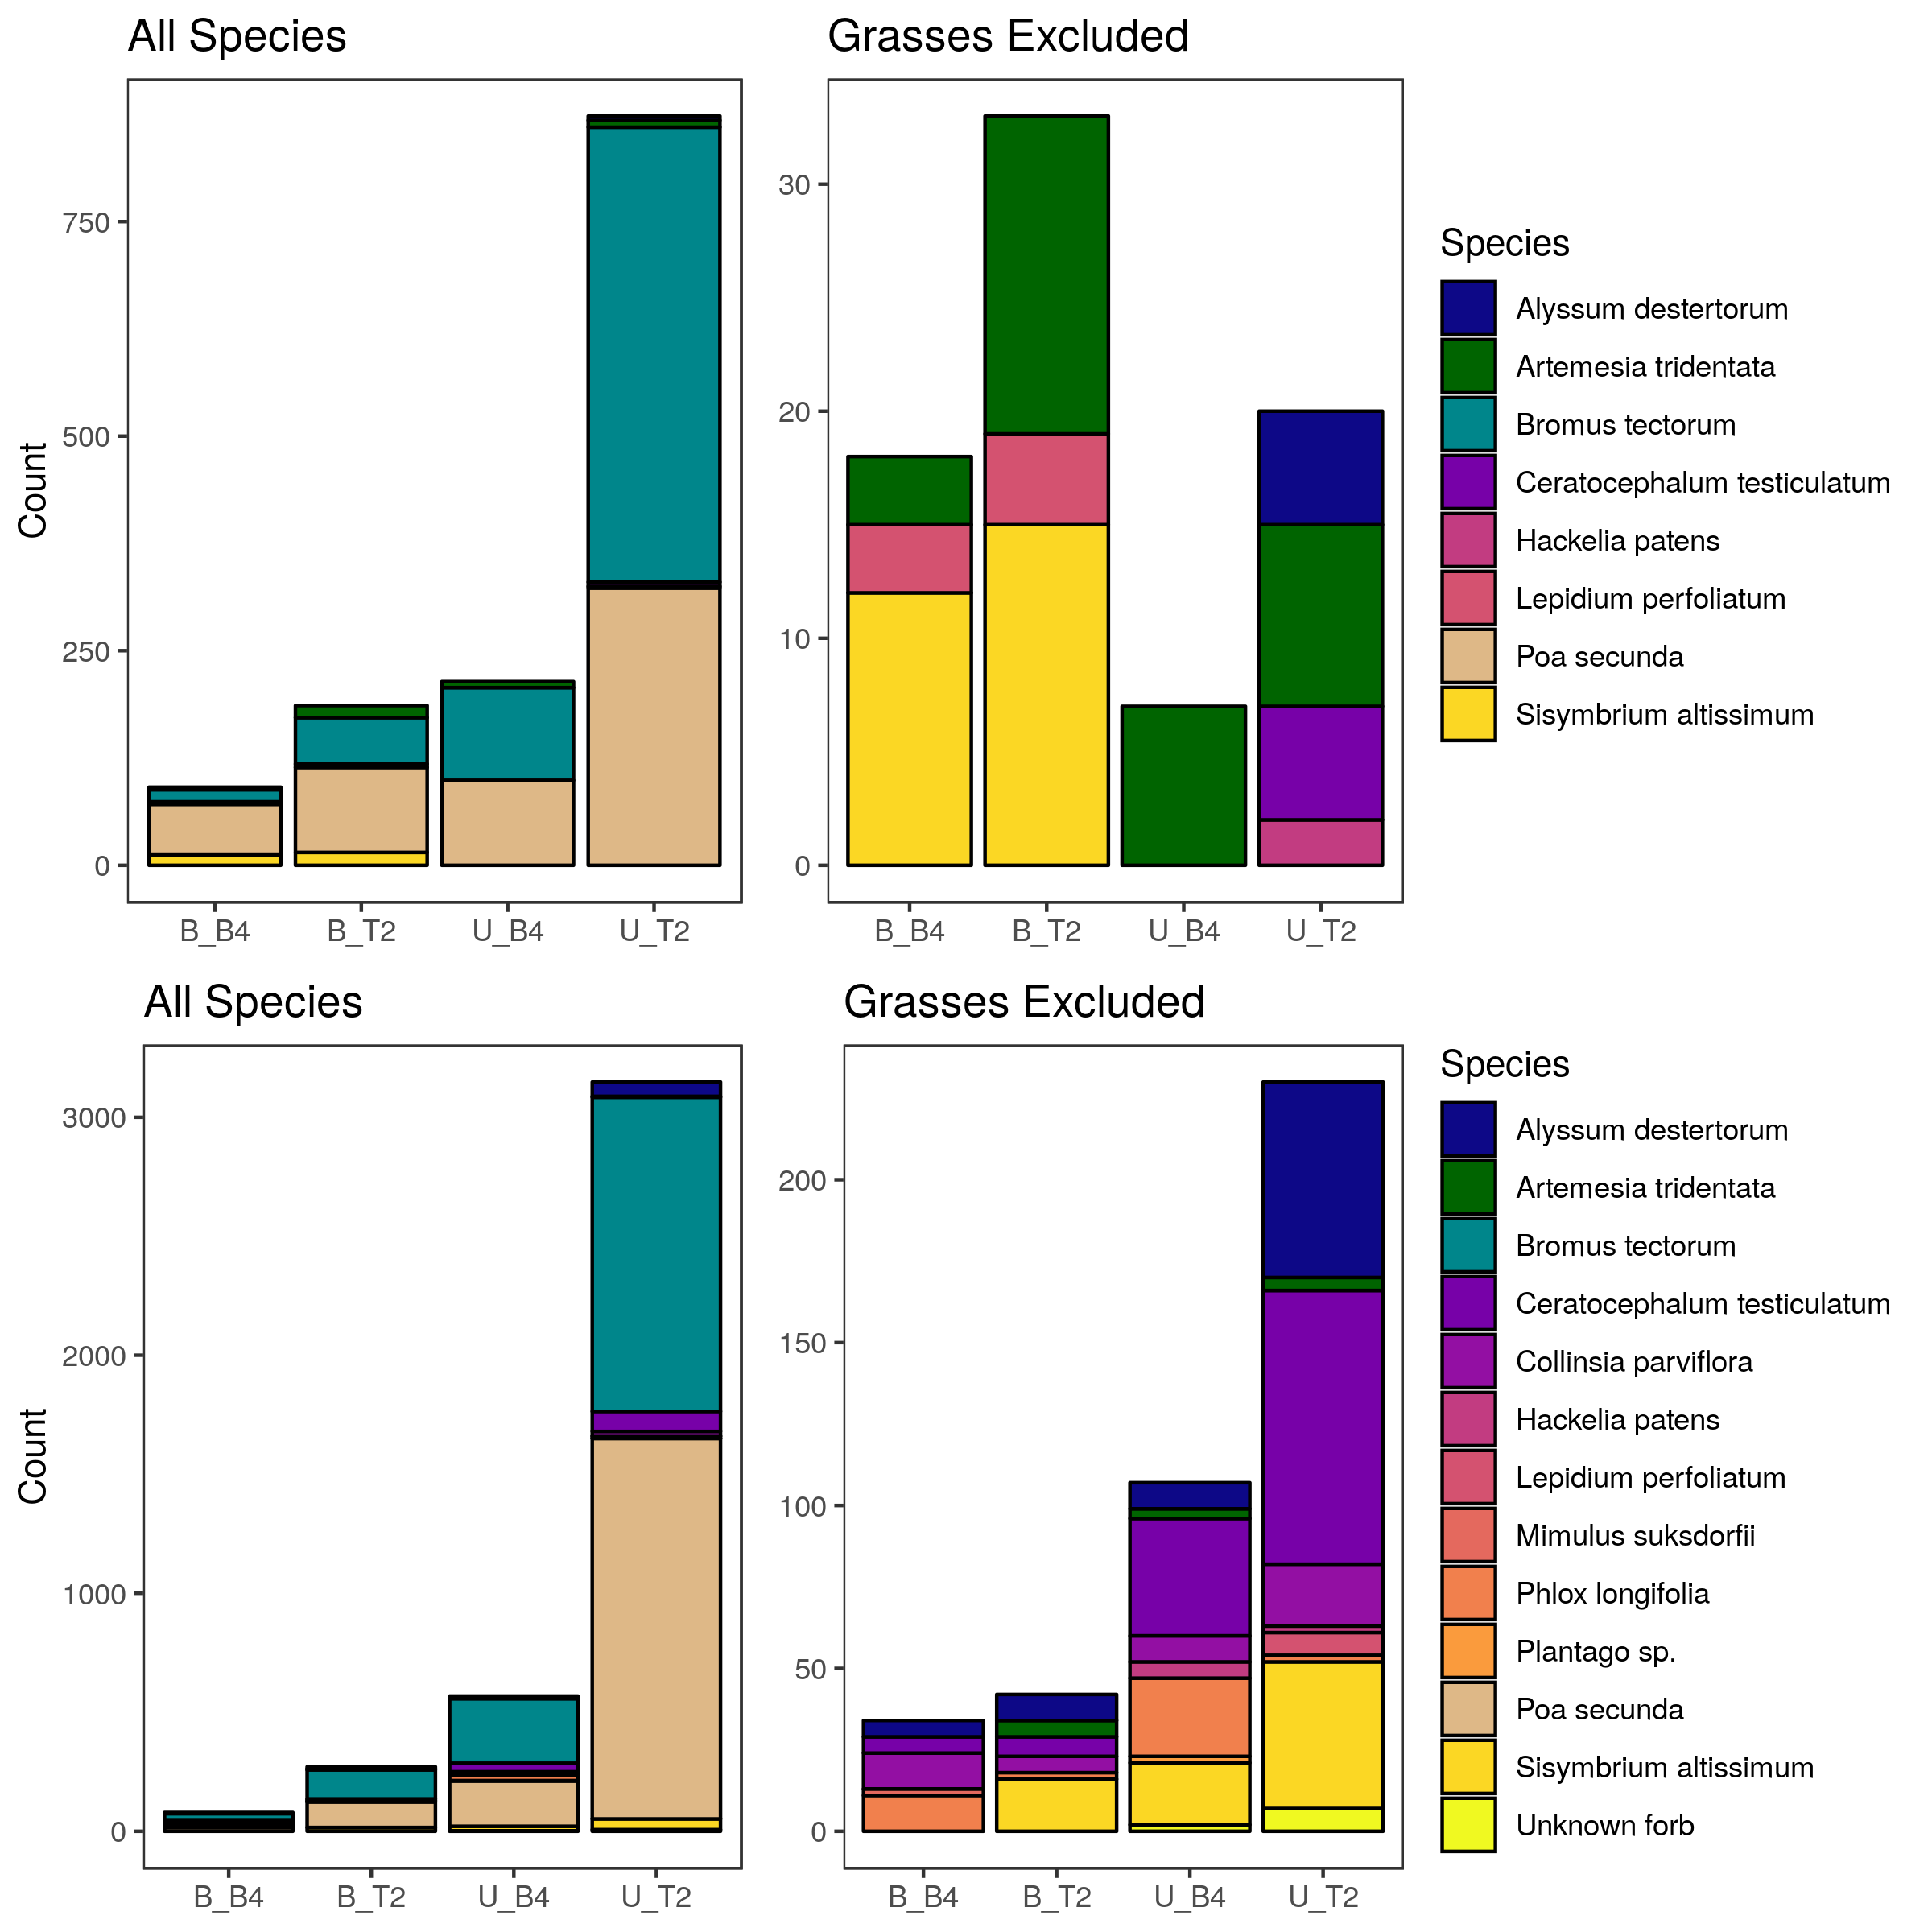 All Species
Grasses Excluded
Count
750
500
250
0
B_B4
B_T2
U_B4
U_T2
30
20
10
0
B_B4
B_T2
U_B4
U_T2
Species
Alyssum destertorum
Artemesia tridentata
Bromus tectorum
Ceratocephalum testiculatum
Hackelia patens
Lepidium perfoliatum
Poa secunda
Sisymbrium altissimum
All Species
Grasses Excluded
Count
3000
2000
1000
0
B_B4
B_T2
U_B4
U_T2
200
150
100
50
0
B_B4
B_T2
U_B4
U_T2
Species
Alyssum destertorum
Artemesia tridentata
Bromus tectorum
Ceratocephalum testiculatum
Collinsia parviflora
Hackelia patens
Lepidium perfoliatum
Mimulus suksdorfii
Phlox longifolia
Plantago sp.
Poa secunda
Sisymbrium altissimum
Unknown forb